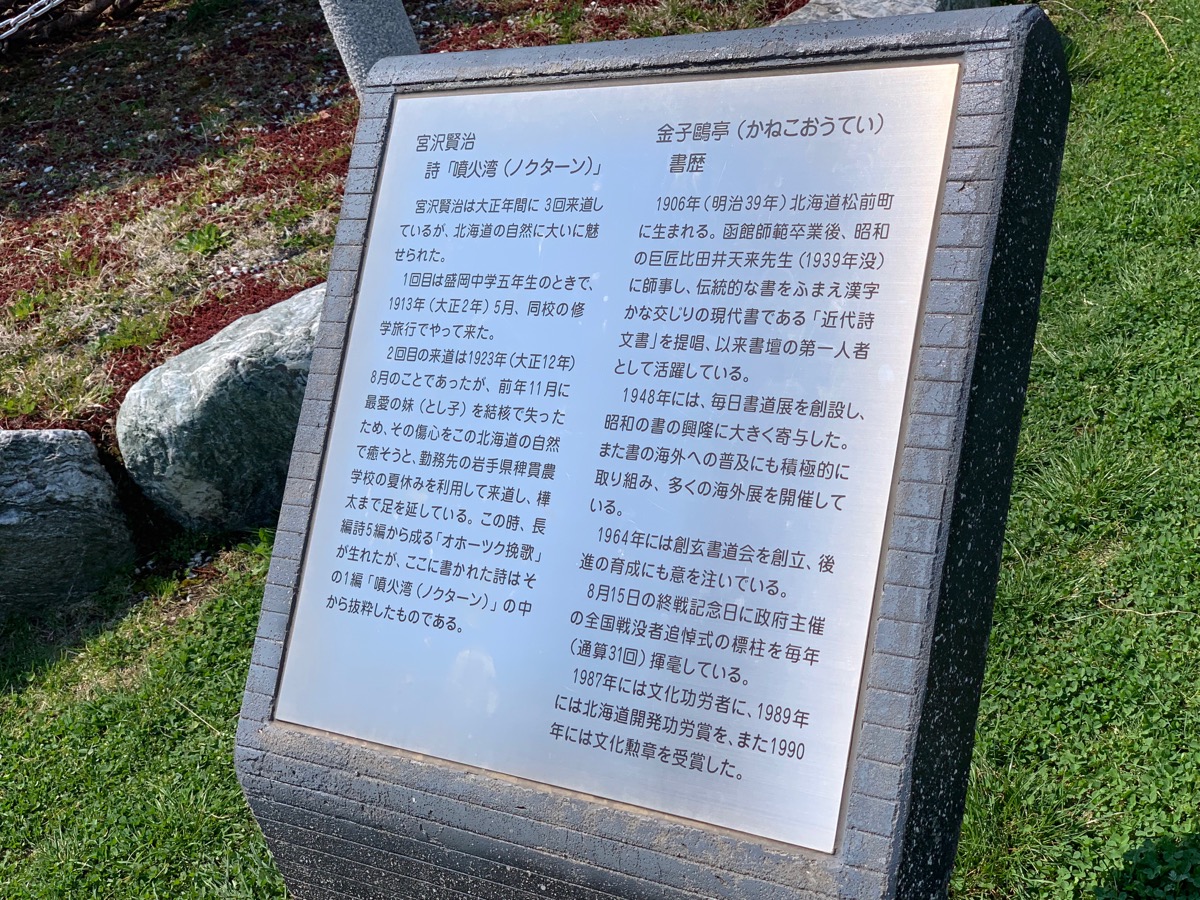 宮沢賢治
詩「噴火湾（ノクターン）」
宮沢賢治は大正年間に 3回来道し
ているが、北海道の自然に大いに魅
せられた。
1回目は盛岡中学五年生のときで、
1913年（大正2年）5月、同校の修
学旅行でやって来た。
2回目の来道は1923年（大正12年）
8月のことであったが、前年11月に
最愛の妹（とし子）を結核で失った
ため、その傷心をこの北海道の自然
で癒そうと、勤務先の岩手県稗貫農
学校の夏休みを利用して来道し、樺
太まで足を延している。この時、長
編詩5編から成る「オホーツク挽歌」
が生れたが、ここに書かれた詩はそ
の1編「噴火湾（ノクターン）」の中
から抜粋したものである。
金子鷗亭（かねこおうてい）
書歴
1906年（明治39年）北海道松前町
に生まれる。函館師範卒業後、昭和
の巨匠比田井天来先生（1939年没）
に師事し、伝統的な書をふまえ漢字
かな交じりの現代書である「近代詩
文書」を提唱、以来書壇の第一人者
として活躍している。
1948年には、毎日書道展を創設し、
昭和の書の興隆に大きく寄与した。
また書の海外への普及にも積極的に
取り組み、多くの海外展を開催して
いる。
1964年には創玄書道会を創立、後
進の育成にも意を注いでいる。
8月15日の終戦記念日に政府主催
の全国戦没者追悼式の標柱を毎年
（通算31回）揮毫している。
1987年には文化功労者に、1989年
には北海道開発功労賞を、また1990
年には文化勲章を受賞した。